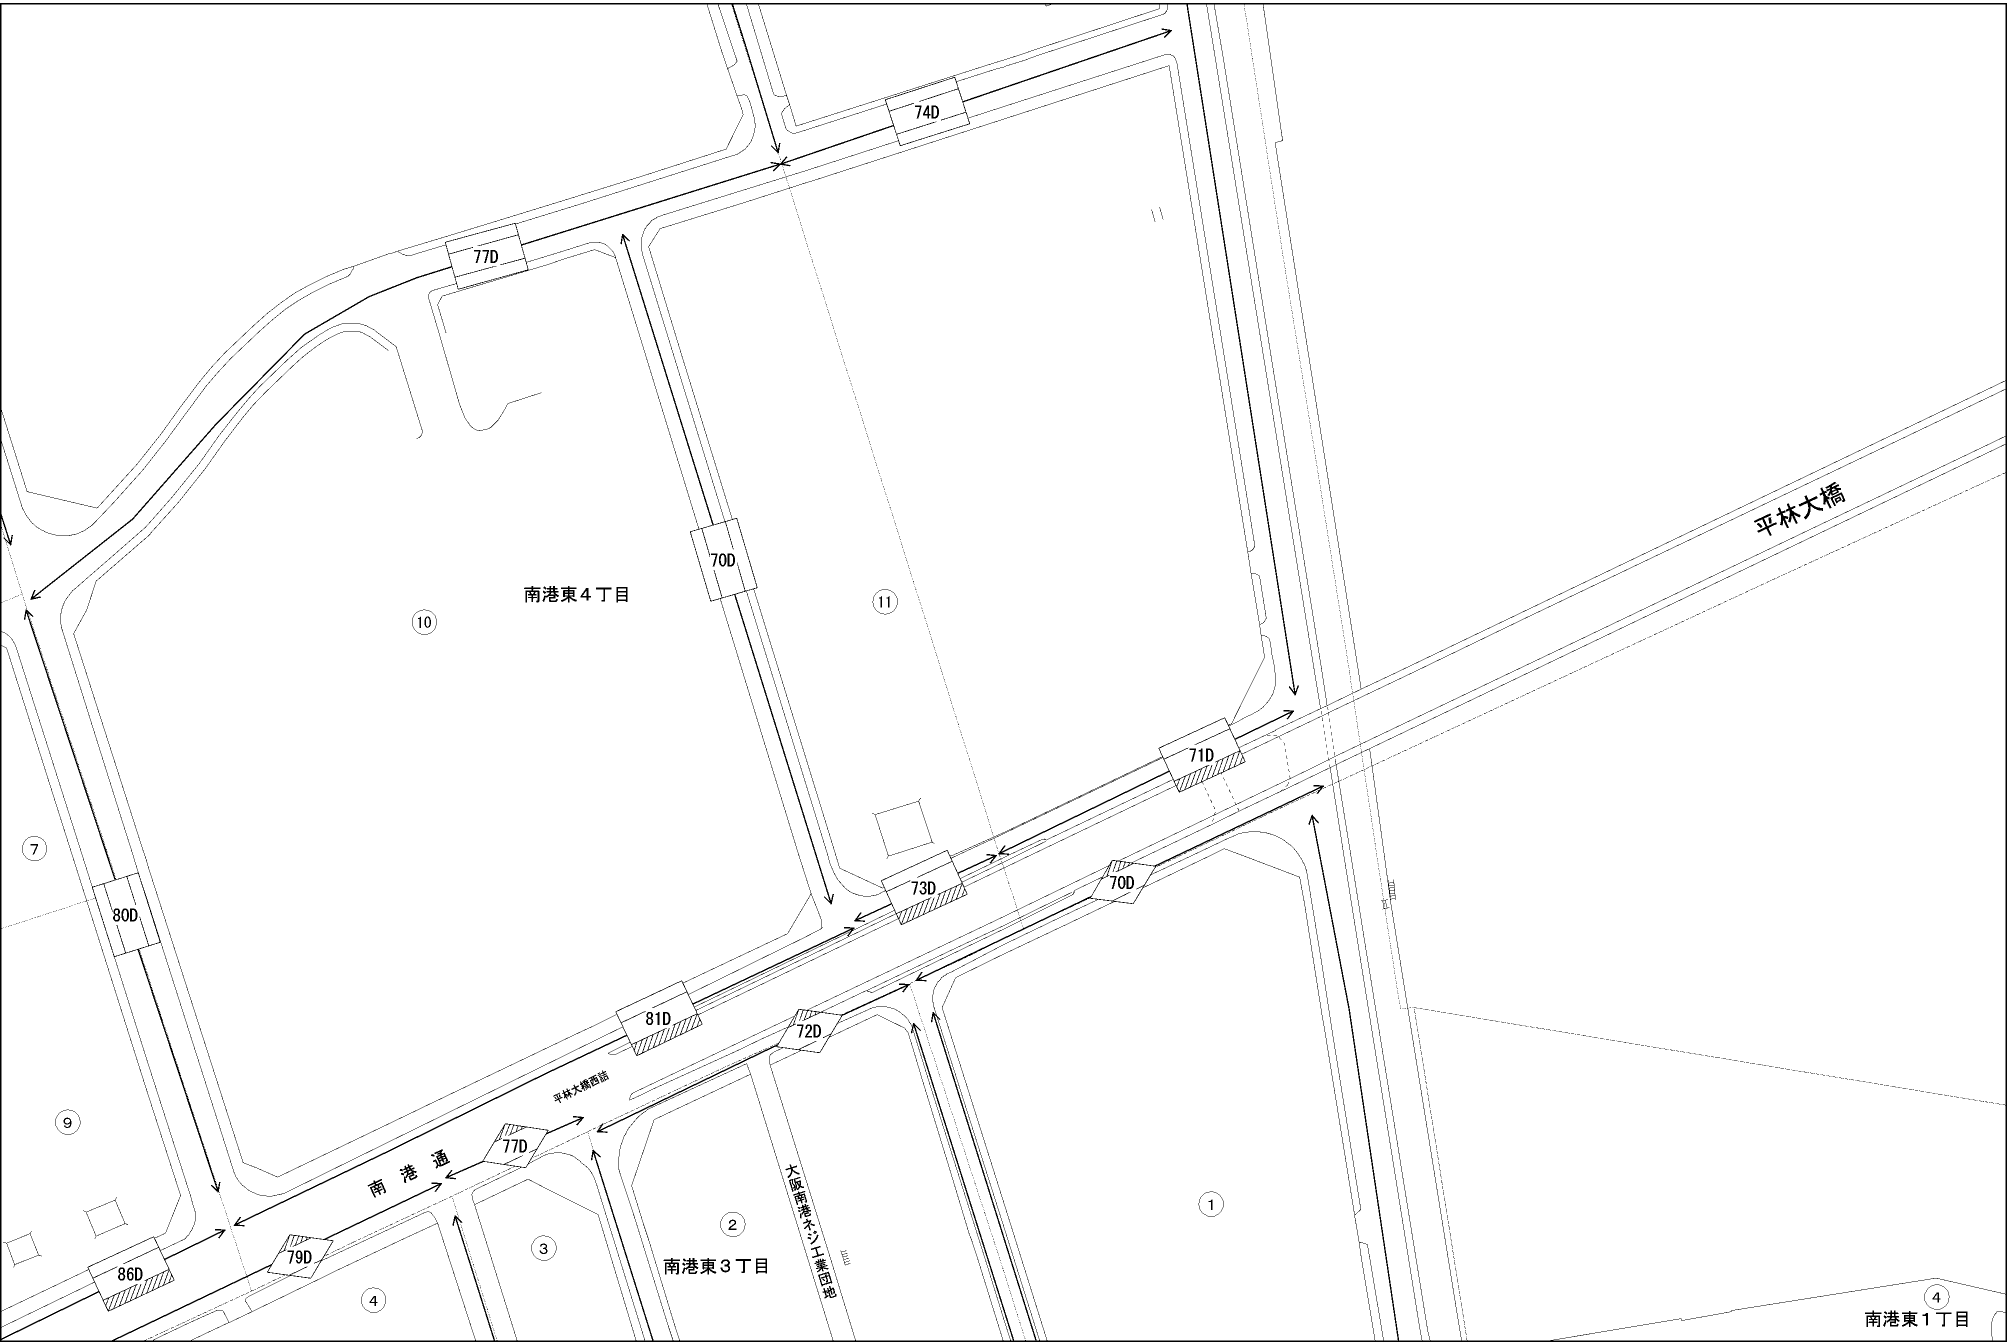 74D
77D
平林大橋
70D
南港東４丁目
⑪
⑩
71D
⑦
70D
73D
80D
81D
72D
平林大橋西詰
⑨
77D
南港通
大阪南港ネジ工業団地
①
②
③
79D
南港東３丁目
86D
④
④
南港東１丁目